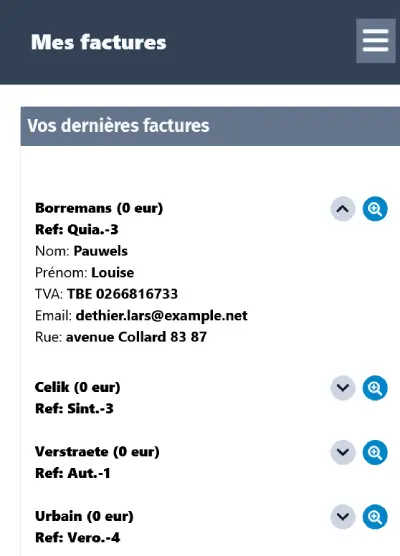 Mes factures
Vos dernières factures
Borremans (0 eur)
Ref: Quia.-3
Nom: Pauwels
Prénom: Louise
TVA: TBE 0266816733
Email: dethier.lars@example.net
Rue: avenue Collard 83 87
Celik (0 eur)
Ref: Sint.-3
Verstraete (0 eur)
Ref: Aut.-1
Urbain (0 eur)
Ref: Vero.-4